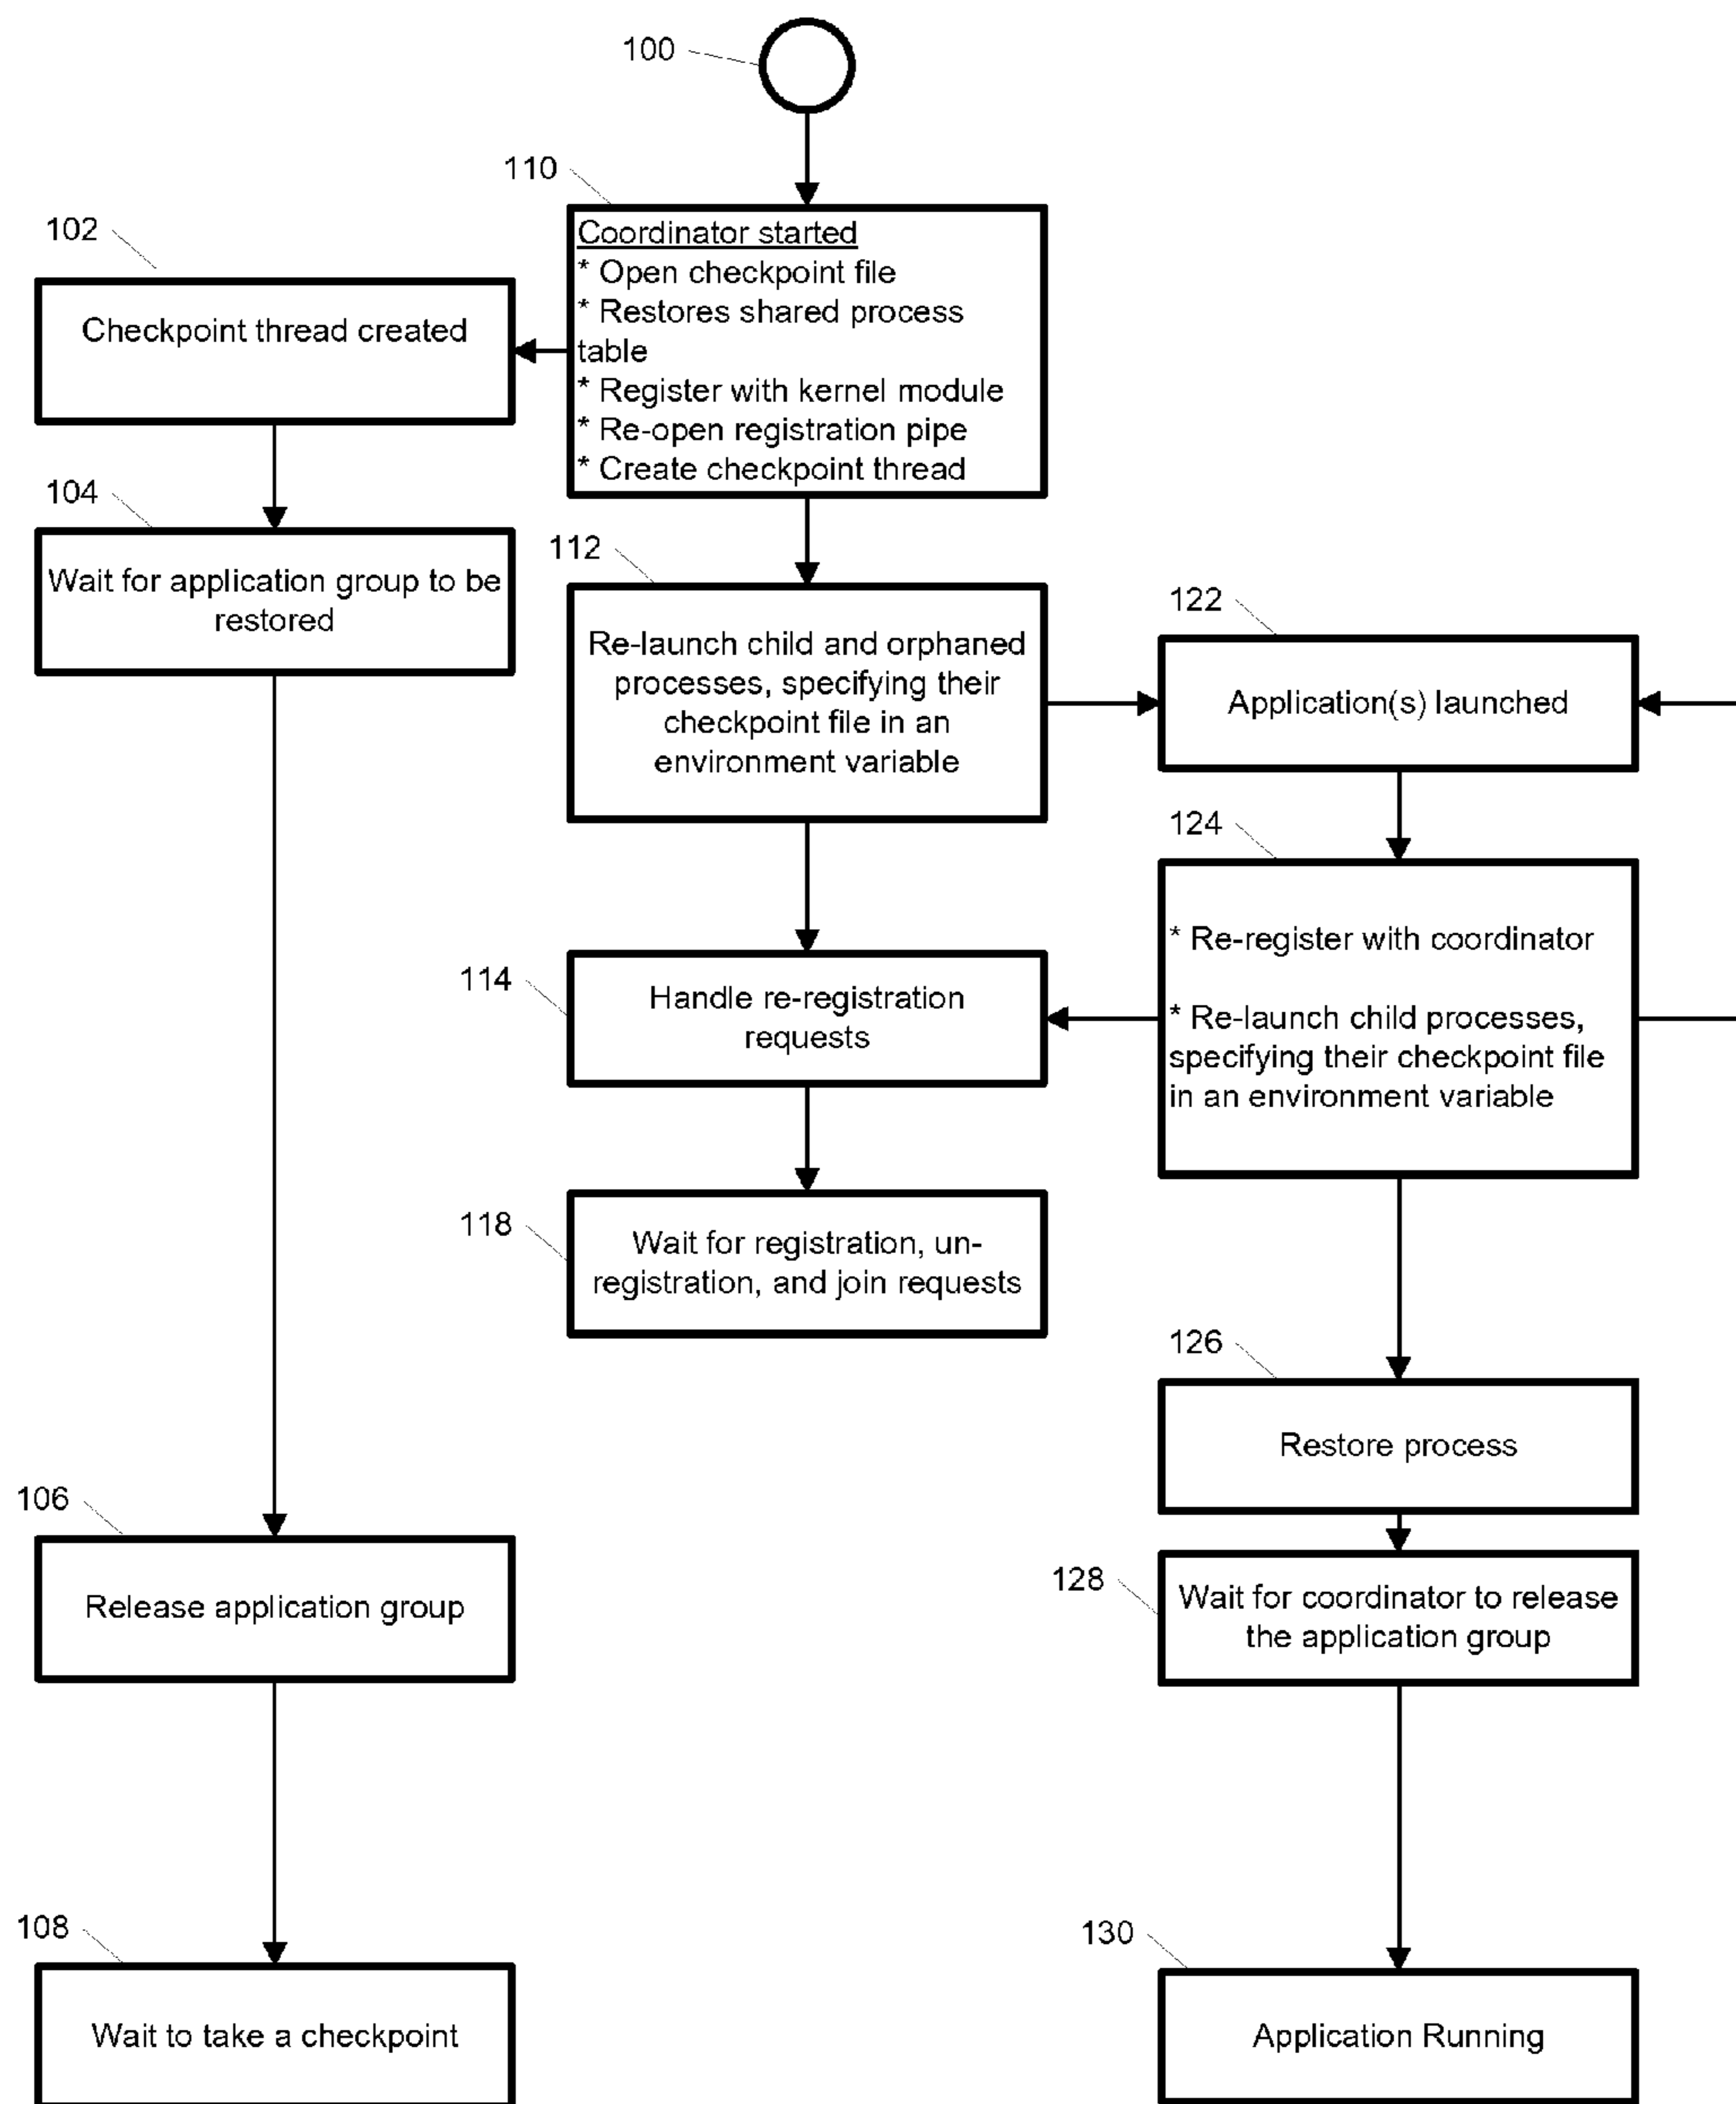 100
110
Coordinator started
* Open checkpoint file
* Restores shared process
table
* Register with kernel module
* Re-open registration pipe
* Create checkpoint thread
102
Checkpoint thread created
104
Wait for application group to be
restored
112
Re-launch child and orphaned
processes, specifying their
checkpoint file in an
environment variable
122
Application(s) launched
124
* Re-register with coordinator
* Re-launch child processes,
specifying their checkpoint file
in an environment variable
114
Handle re-registration
requests
118
Wait for registration, un-
registration, and join requests
126
Restore process
106
Release application group
128
Wait for coordinator to release
the application group
108
Wait to take a checkpoint
130
Application Running